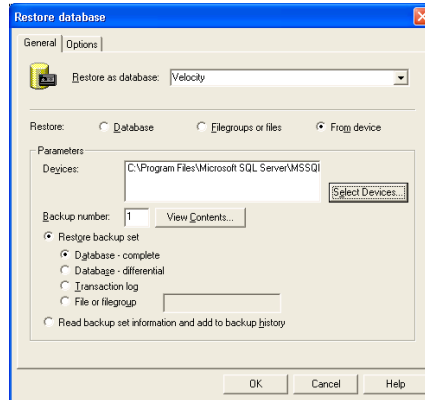 Restore database
General Options
Restore as database: Velocity
Restore: Database Filegroups or files From device
Parameters
Devices: C:\Program Files\Microsoft SQL Server\MSSQl
Select Devices...
Backup number: 1 View Contents...
Restore backup set
Database - complete
Database - differential
Transaction log
File or filegroup
Read backup set information and add to backup history
OK Cancel Help